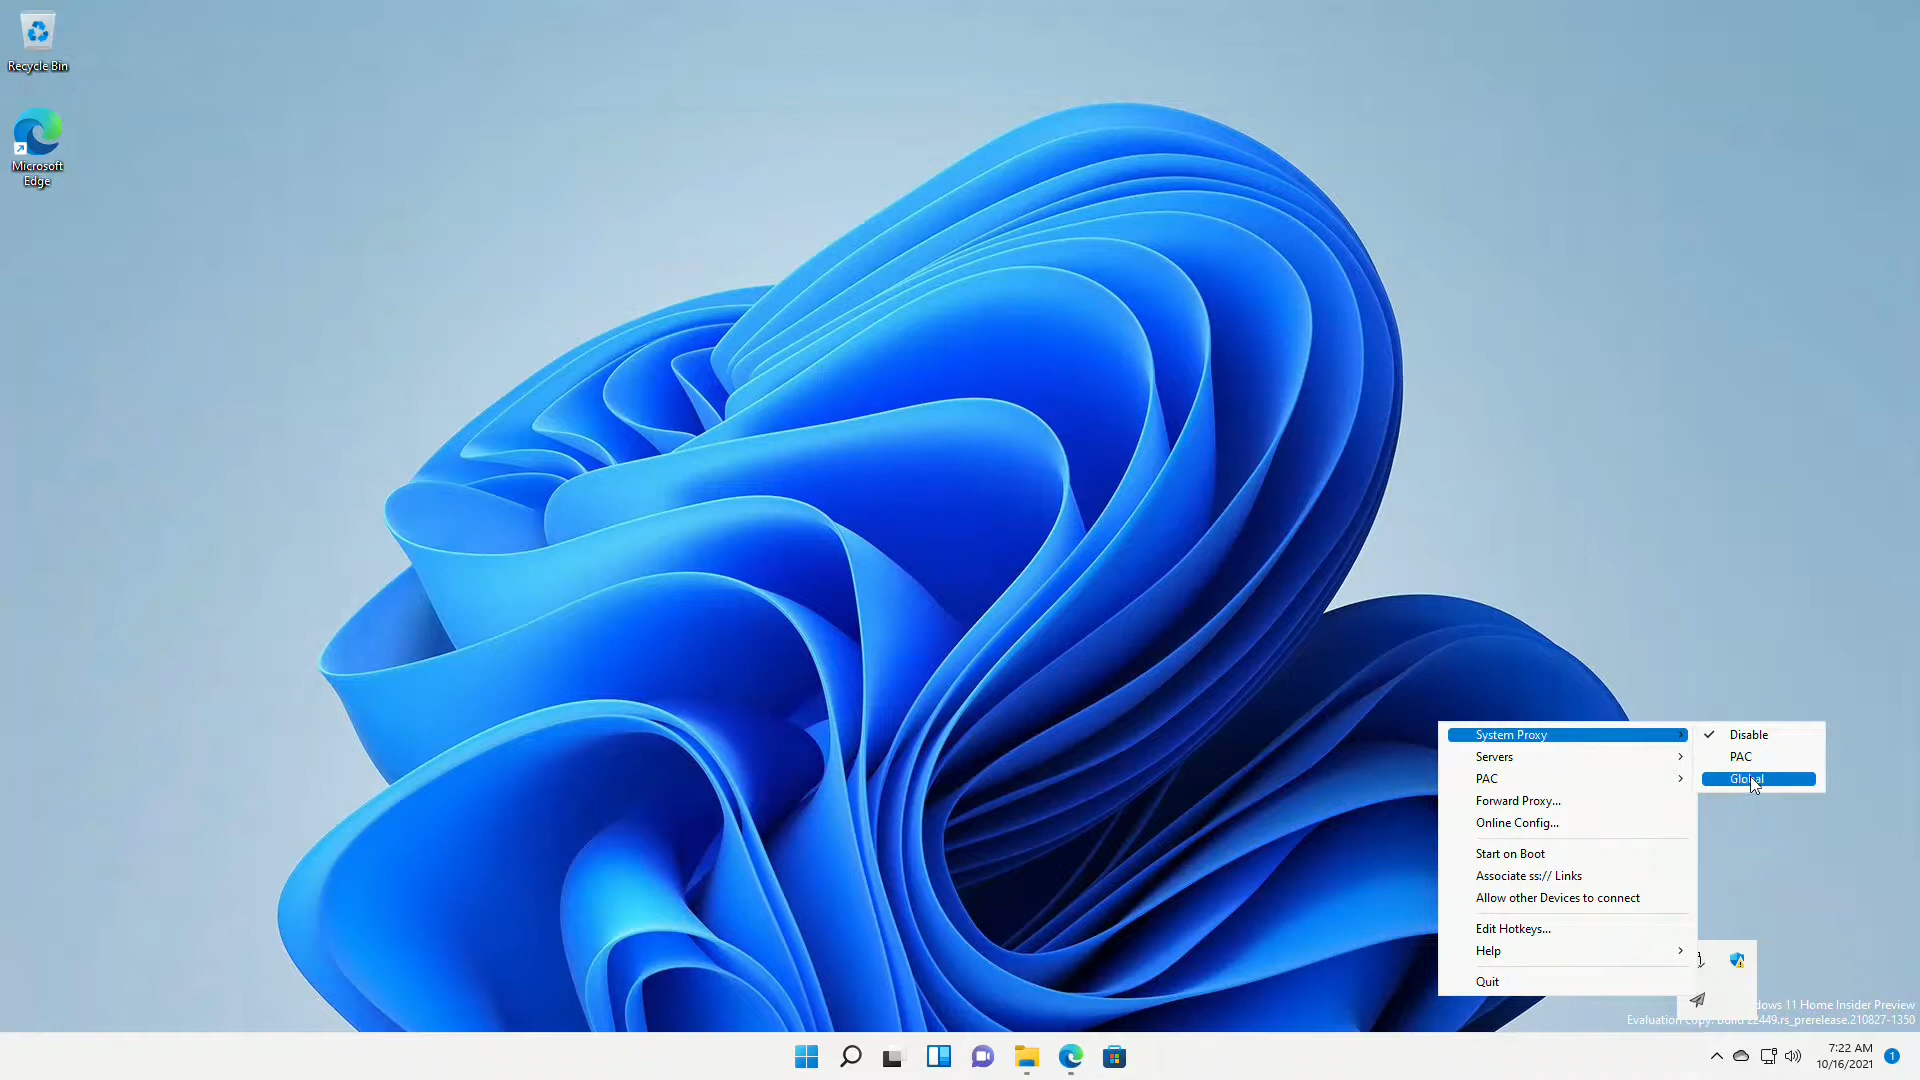 Recycle Bin
Microsoft
Edge
System Proxy
Servers
PAC
Forward Proxy...
Online Config...
Start on Boot
Associate ss:// Links
Allow other Devices to connect
Edit Hotkeys...
Help
Quit
Disable
PAC
Global
dows 11 Home Insider Preview
Evaluation copy. Build 22449.rs_prerelease.210827-1350
7:22 AM
10/16/2021
1